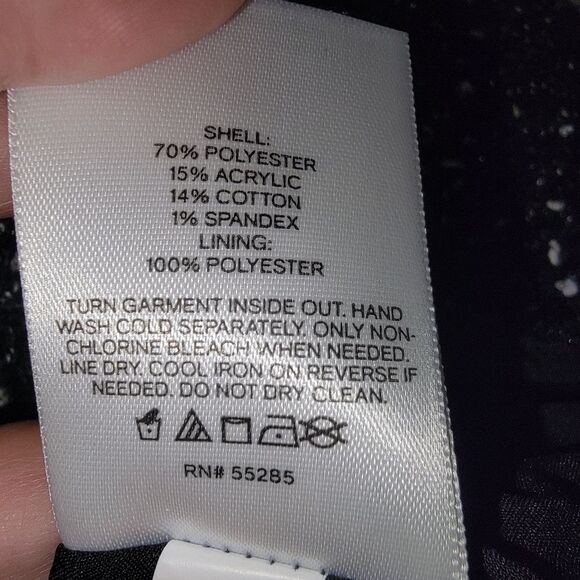 SHELL:
70% POLYESTER
15% ACRYLIC
14% COTTON
1% SPANDEX
LINING:
100% POLYESTER
TURN GARMENT INSIDE OUT. HAND
WASH COLD SEPARATELY. ONLY NON-
CHLORINE BLEACH WHEN NEEDED.
LINE DRY. COOL IRON ON REVERSE IF
NEEDED. DO NOT DRY CLEAN.
RN# 55285